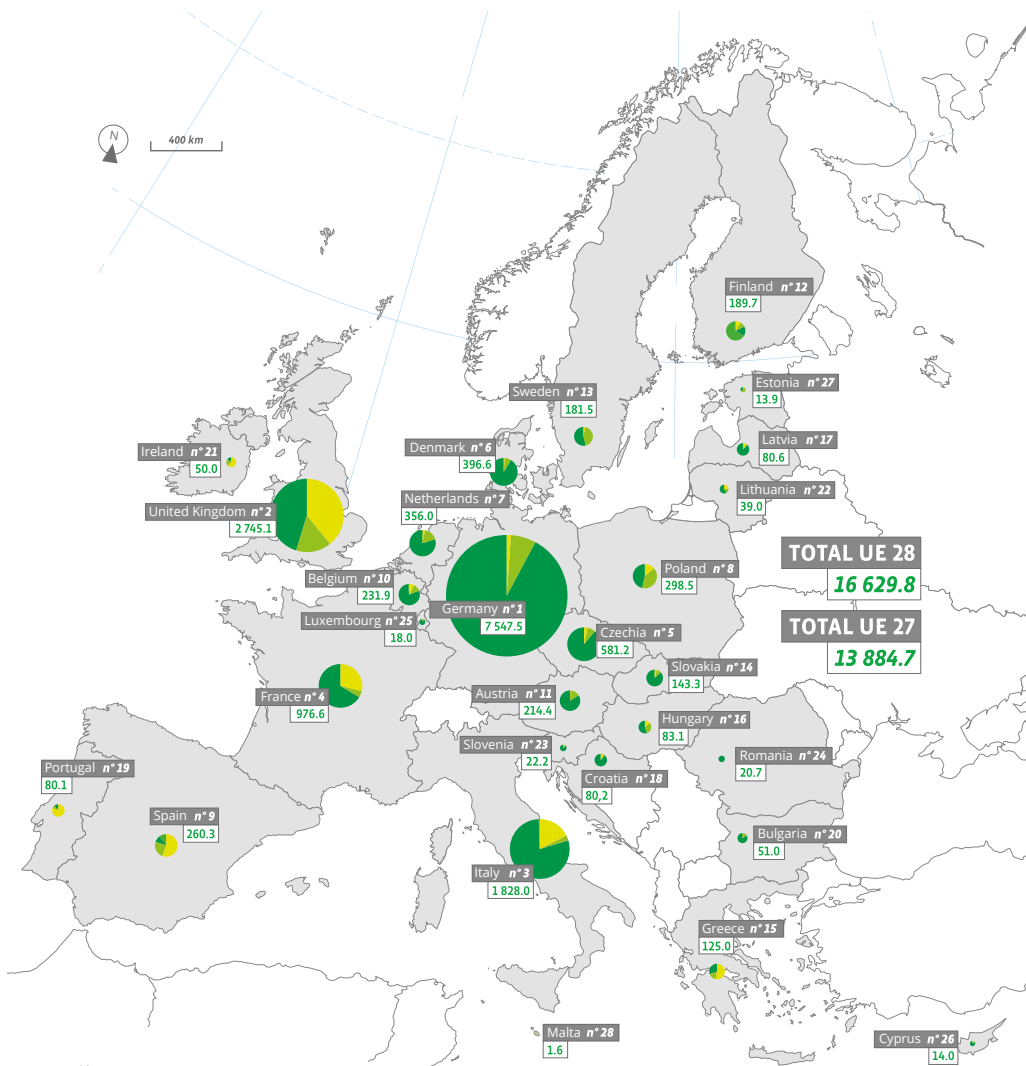 N
400 km
Finland n°12
189.7
Estonia n°27
13.9
Sweden n°13
181.5
Latvia n°17
80.6
Ireland n°21
50.0
Denmark n°6
396.6
Lithuania n°22
39.0
Netherlands n°7
356.0
United Kingdom n°2
2 745.1
TOTAL UE 28
16 629.8
Poland n°8
298.5
Belgium n°10
231.9
Germany n°1
7 547.5
Luxembourg n°25
18.0
TOTAL UE 27
13 884.7
Czechia n°5
581.2
Slovakia n°14
143.3
France n°4
976.6
Austria n°11
214.4
Hungary n°16
83.1
Slovenia n°23
22.2
Romania n°24
20.7
Croatia n°18
80,2
Portugal n°19
80.1
Spain n°9
260.3
Bulgaria n°20
51.0
Italy n°3
1 828.0
Greece n°15
125.0
Malta n°28
1.6
Cyprus n°26
14.0